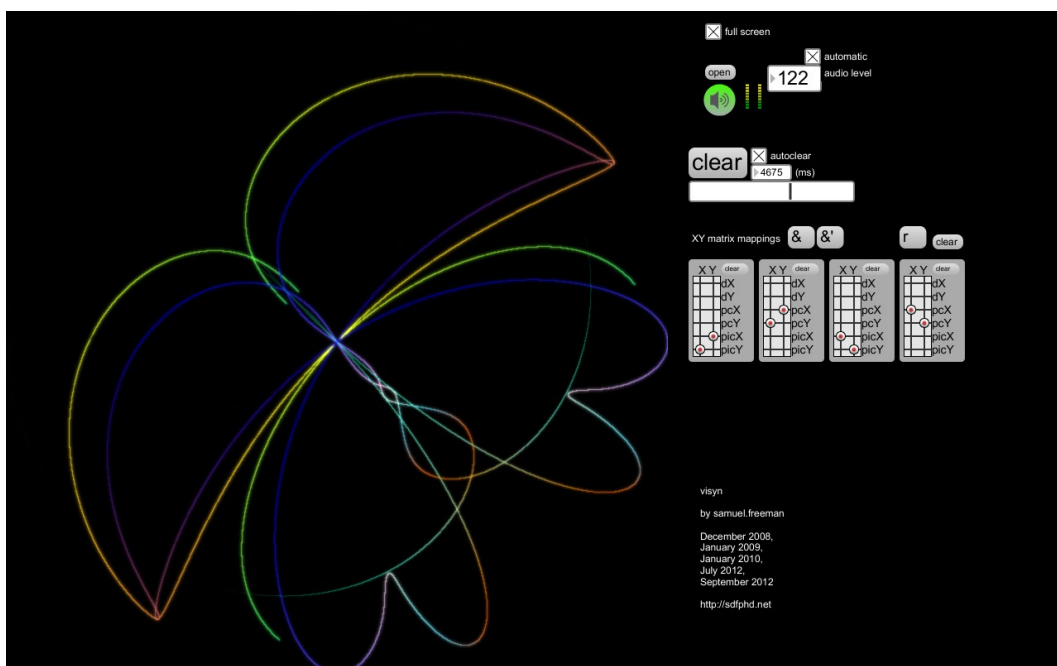 full screen
automatic
open
122
audio level
clear
autoclear
4675 (ms)
XY matrix mappings & &' r clear
X Y clear X Y clear X Y clear X Y clear
dX dX dX dX
dY dY dY dY
pcX pcX pcX pcX
pcY pcY pcY pcY
picX picX picX picX
picY picY picY picY
visyn
by samuel.freeman
December 2008,
January 2009,
January 2010,
July 2012,
September 2012
http://sdfphd.net